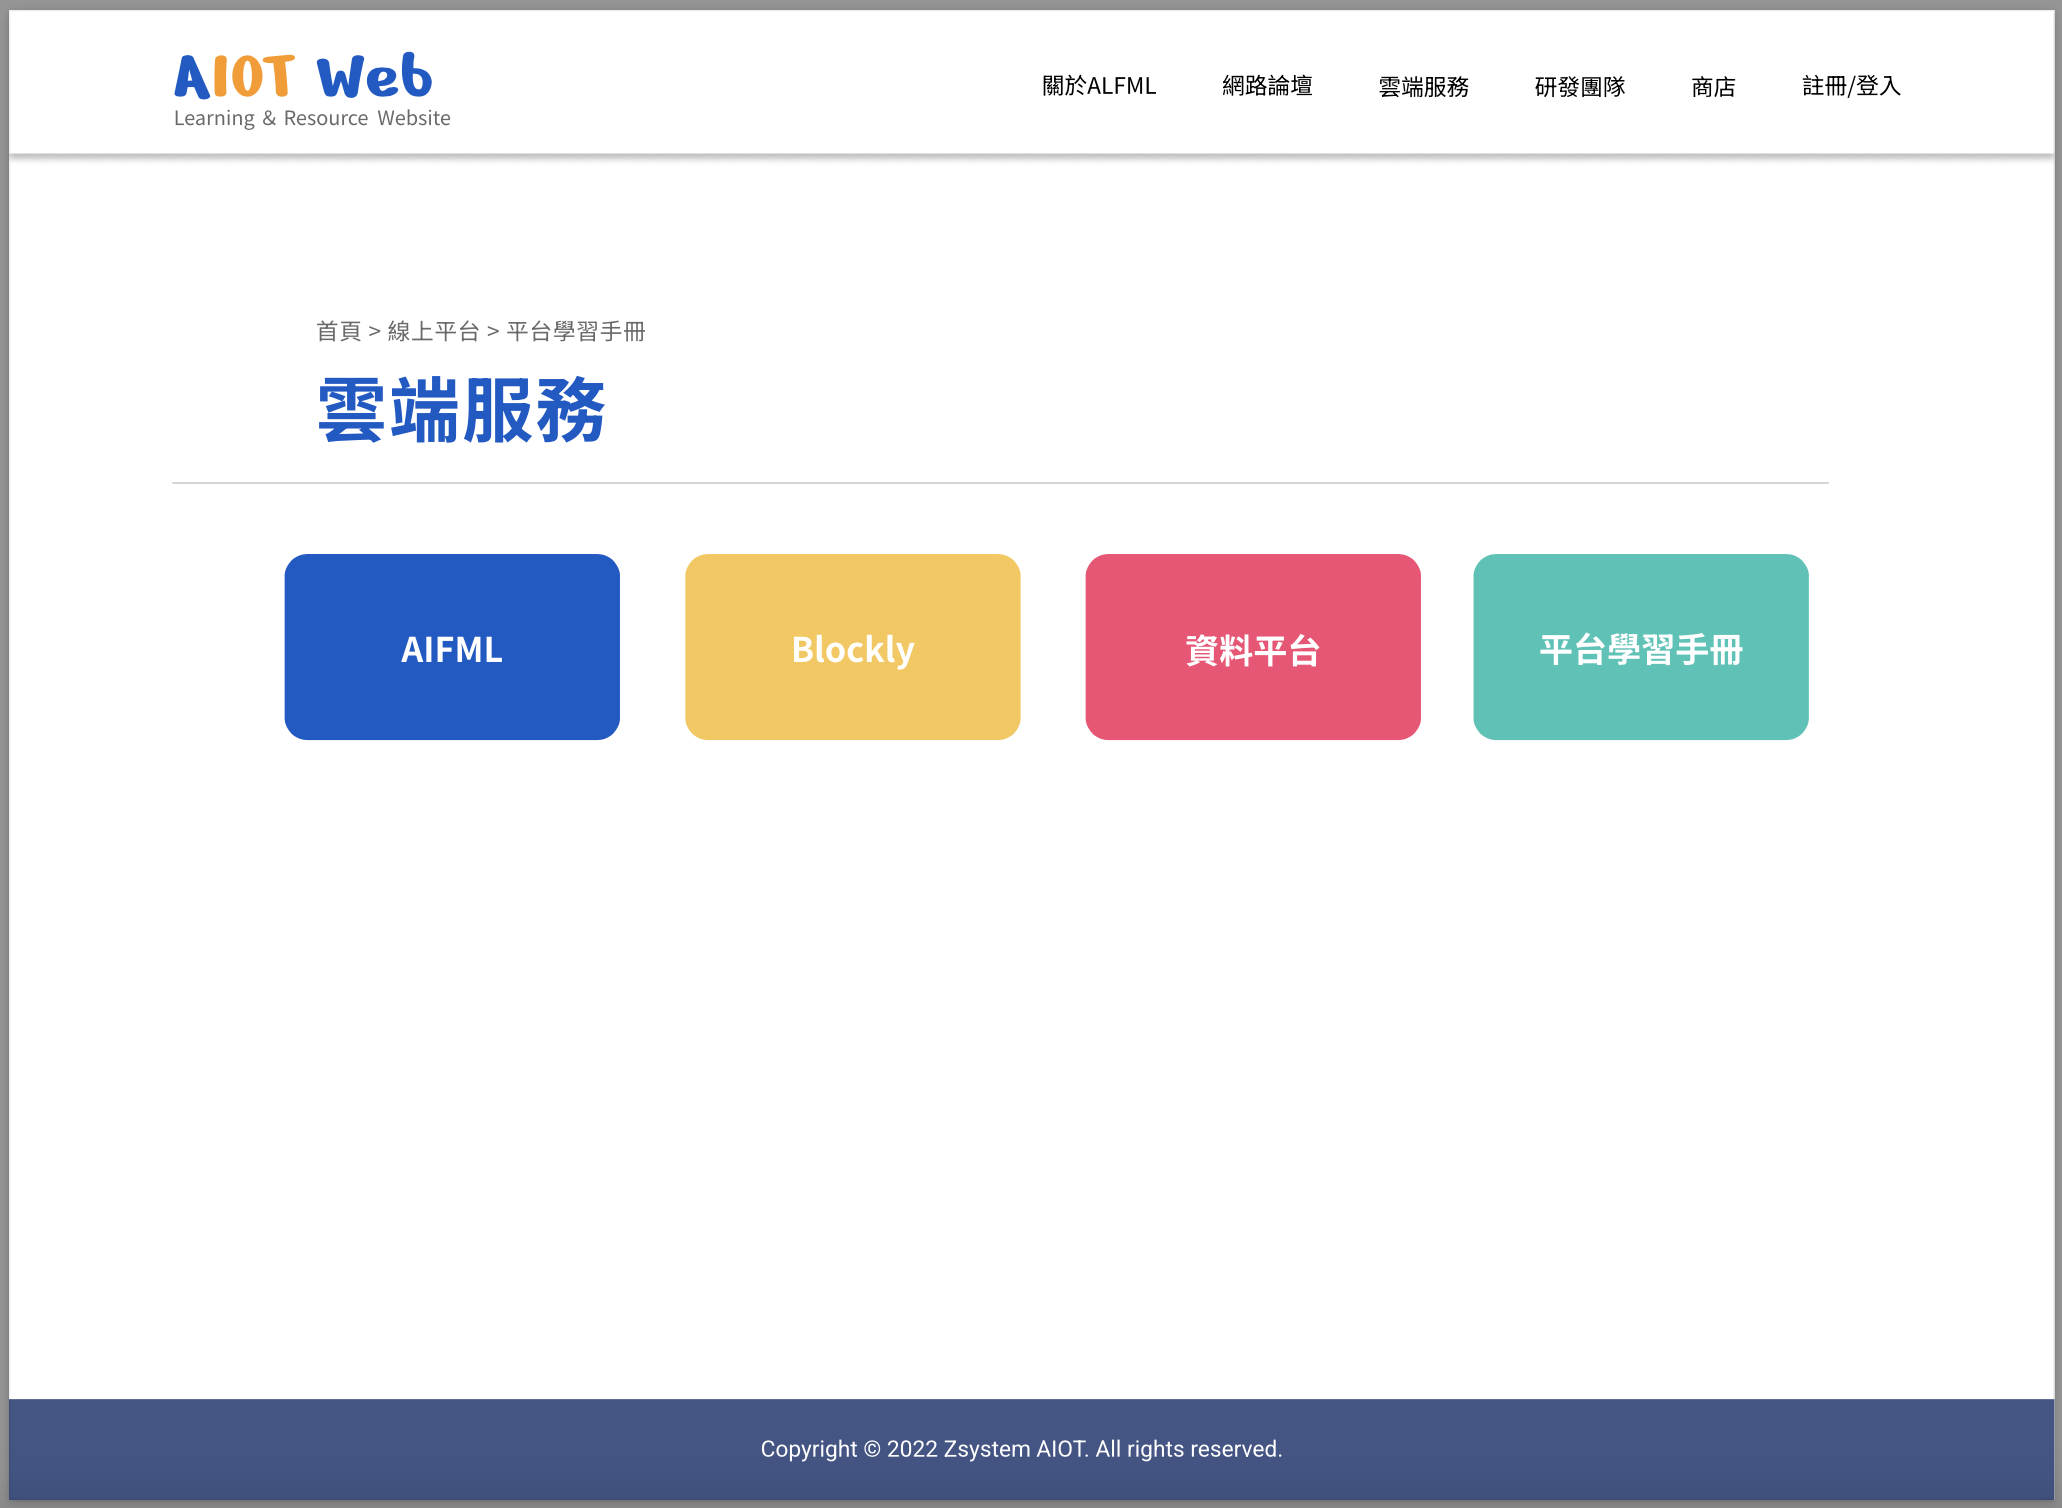 AIOT Web
Learning & Resource Website
關於ALFML 網路論壇 雲端服務 研發團隊 商店 註冊/登入
首頁 > 線上平台 > 平台學習手冊
雲端服務
AIFML
Blockly
資料平台
平台學習手冊
Copyright © 2022 Zsystem AIOT. All rights reserved.